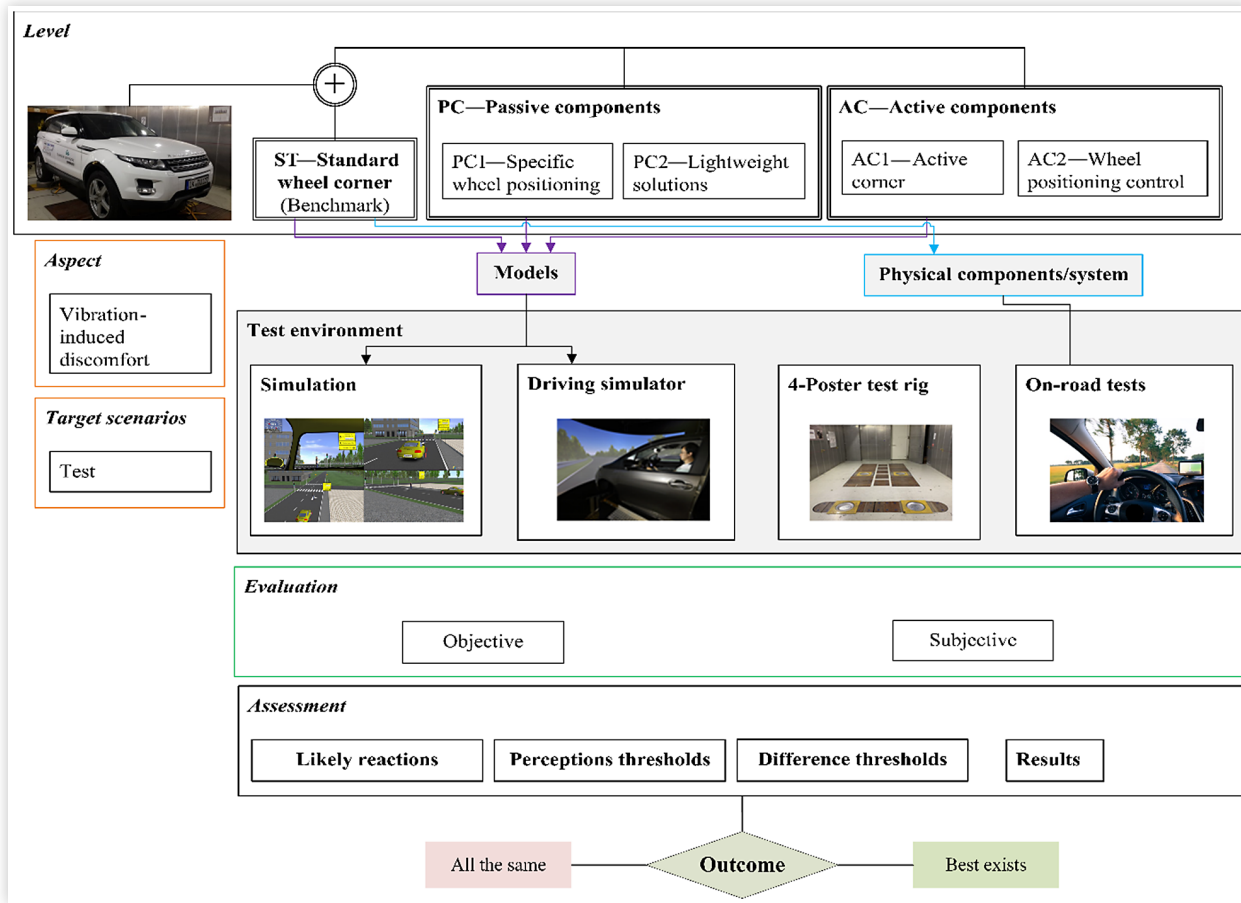 Level
PC—Passive components
AC—Active components
ST—Standard
wheel corner
(Benchmark)
PC1—Specific
wheel positioning
PC2—Lightweight
solutions
AC1—Active
corner
AC2—Wheel
positioning control
Aspect
Vibration-
induced
discomfort
Models
Physical components/system
Target scenarios
Test
Test environment
Simulation
Driving simulator
4-Poster test rig
On-road tests
Evaluation
Objective
Subjective
Assessment
Likely reactions
Perceptions thresholds
Difference thresholds
Results
All the same
Outcome
Best exists